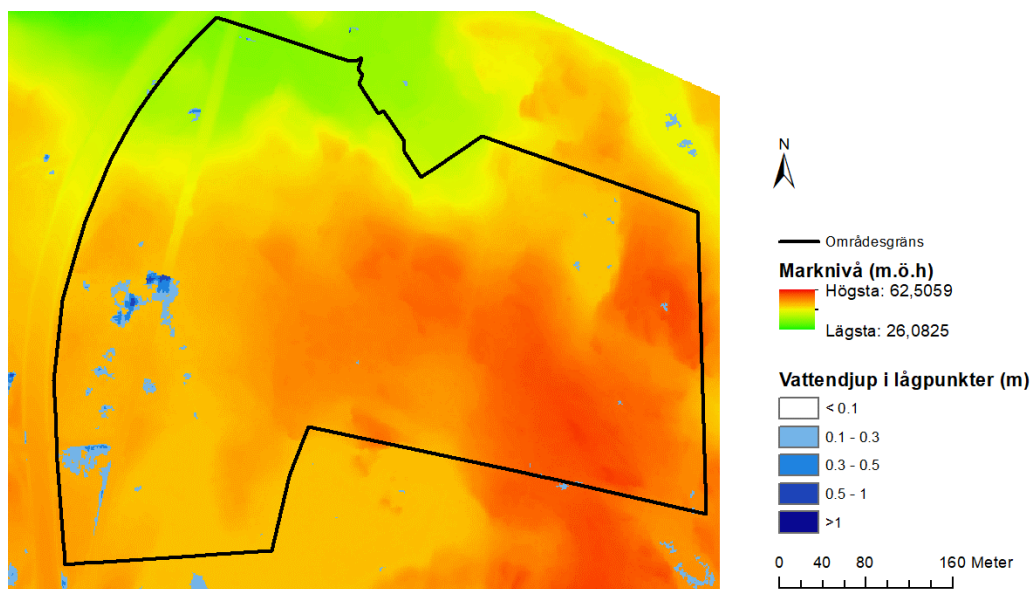 N
Områdesgräns
Marknivå (m.ö.h)
Högsta: 62,5059
Lägsta: 26,0825
Vattendjup i lågpunkter (m)
< 0.1
0.1 - 0.3
0.3 - 0.5
0.5 - 1
>1
0 40 80 160 Meter